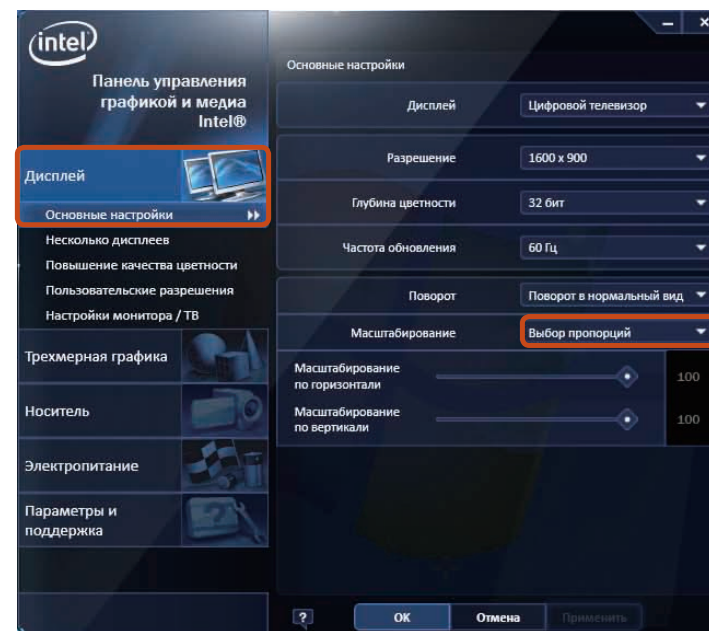 intel
Панель управления
графикой и медиа
Intel®
Дисплей
Основные настройки
Несколько дисплеев
Повышение качества цветности
Пользовательские разрешения
Настройки монитора / ТВ
Трехмерная графика
Носитель
Электропитание
Параметры и
поддержка
Основные настройки
Дисплей Цифровой телевизор
Разрешение 1600 x 900
Глубина цветности 32 бит
Частота обновления 60 Гц
Поворот Поворот в нормальный вид
Масштабирование Выбор пропорций
Масштабирование
по горизонтали
100
Масштабирование
по вертикали
100
? ОК Отмена Применить